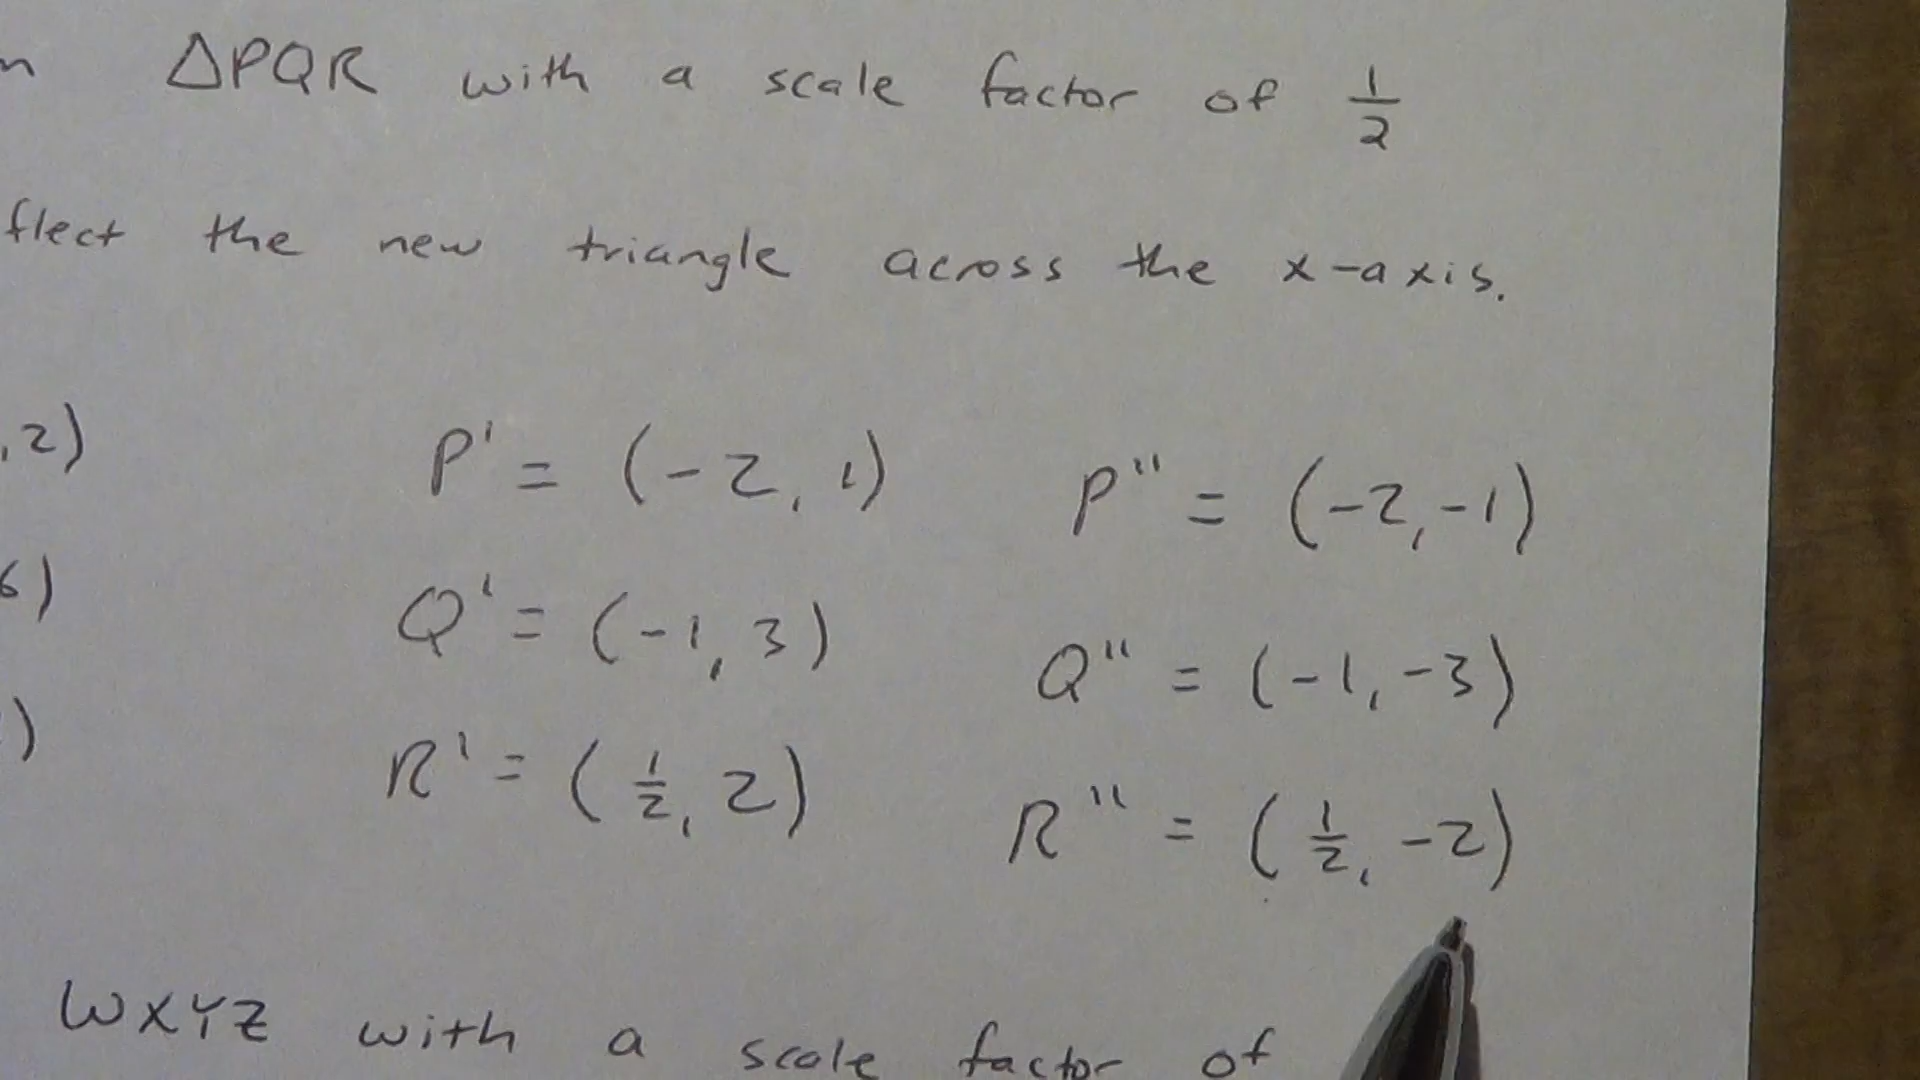 n ΔPQR with a scale factor of 1/2
flect the new triangle across the x-axis.
,2) P' = (-2, 1) P'' = (-2, -1)
6) Q' = (-1, 3) Q'' = (-1, -3)
) R' = (1/2, 2) R'' = (1/2, -2)
WXYZ with a scale factor of